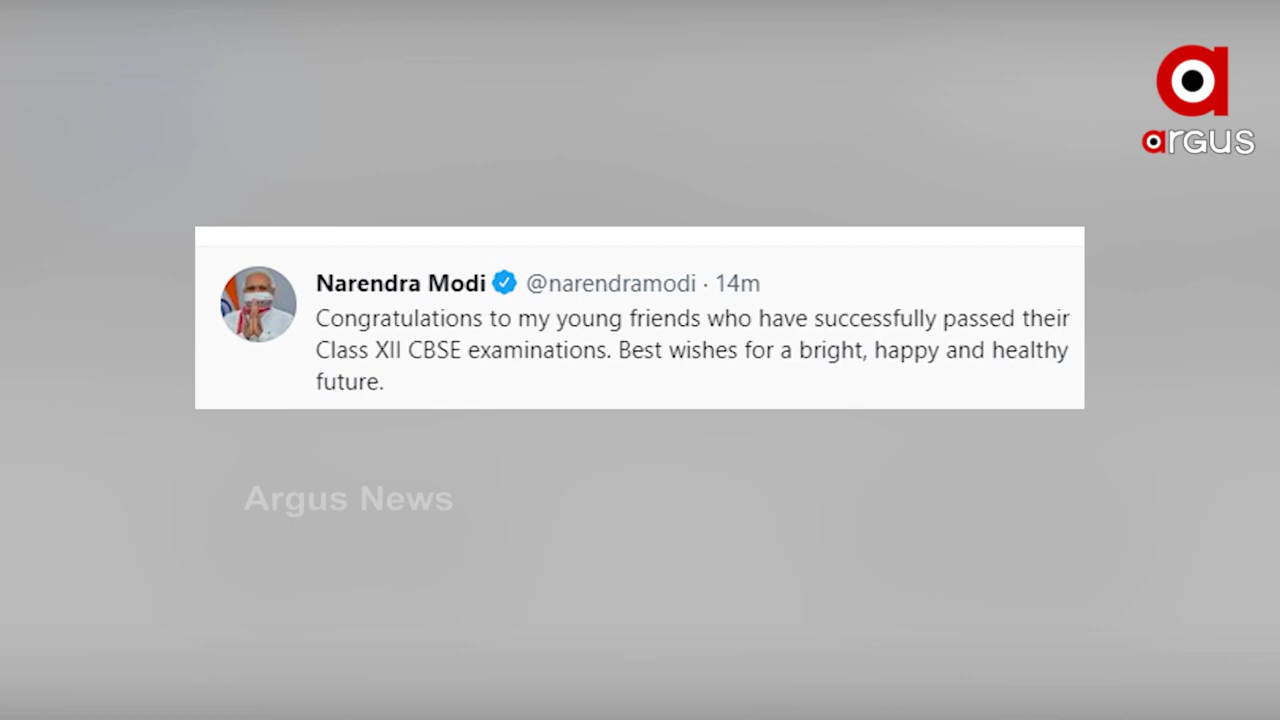 argus
Narendra Modi @narendramodi · 14m
Congratulations to my young friends who have successfully passed their
Class XII CBSE examinations. Best wishes for a bright, happy and healthy
future.
Argus News